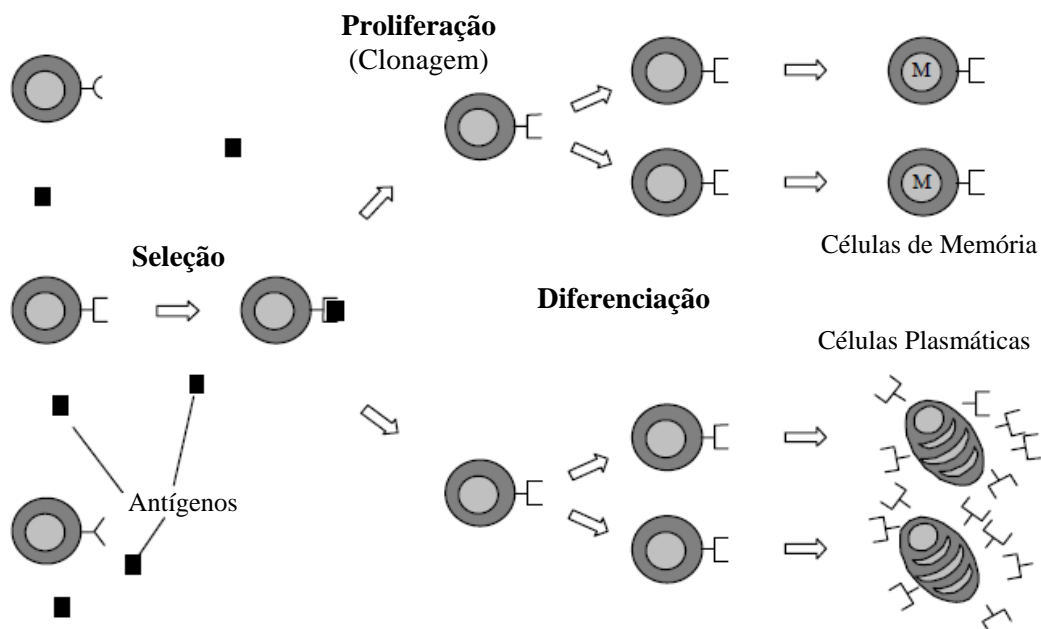 Proliferação
(Clonagem)
M
M
Células de Memória
Seleção
Diferenciação
Células Plasmáticas
Antígenos